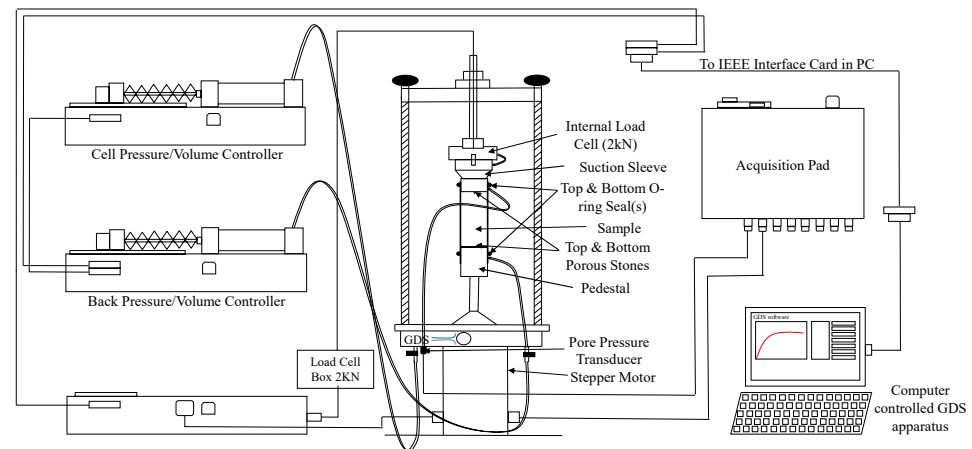 To IEEE Interface Card in PC
Cell Pressure/Volume Controller
Internal Load
Cell (2kN)
Suction Sleeve
Top & Bottom O-
ring Seal(s)
Sample
Top & Bottom
Porous Stones
Pedestal
Acquisition Pad
Back Pressure/Volume Controller
GDS
Pore Pressure
Transducer
Stepper Motor
Load Cell
Box 2KN
GDS software
Computer
controlled GDS
apparatus